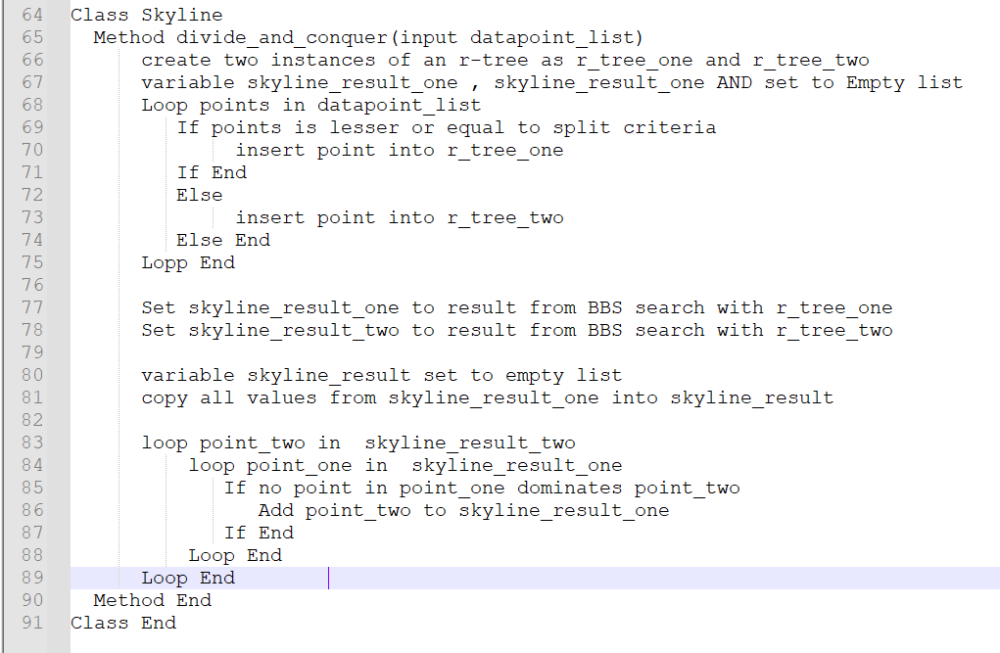 64 Class Skyline
65 Method divide_and_conquer(input datapoint_list)
66 create two instances of an r-tree as r_tree_one and r_tree_two
67 variable skyline_result_one , skyline_result_one AND set to Empty list
68 Loop points in datapoint_list
69 If points is lesser or equal to split criteria
70 insert point into r_tree_one
71 If End
72 Else
73 insert point into r_tree_two
74 Else End
75 Lopp End
76
77 Set skyline_result_one to result from BBS search with r_tree_one
78 Set skyline_result_two to result from BBS search with r_tree_two
79
80 variable skyline_result set to empty list
81 copy all values from skyline_result_one into skyline_result
82
83 loop point_two in  skyline_result_two
84 loop point_one in  skyline_result_one
85 If no point in point_one dominates point_two
86 Add point_two to skyline_result_one
87 If End
88 Loop End
89 Loop End
90 Method End
91 Class End